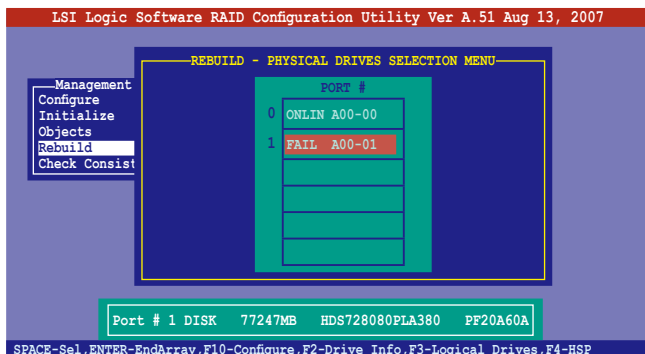 LSI Logic Software RAID Configuration Utility Ver A.51 Aug 13, 2007
REBUILD - PHYSICAL DRIVES SELECTION MENU
Management
Configure
Initialize
Objects
Rebuild
Check Consist
PORT #
0 ONLIN A00-00
1 FAIL A00-01
Port # 1 DISK 77247MB HDS728080PLA380 PF20A60A
SPACE-Sel,ENTER-EndArray,F10-Configure,F2-Drive Info,F3-Logical Drives,F4-HSP